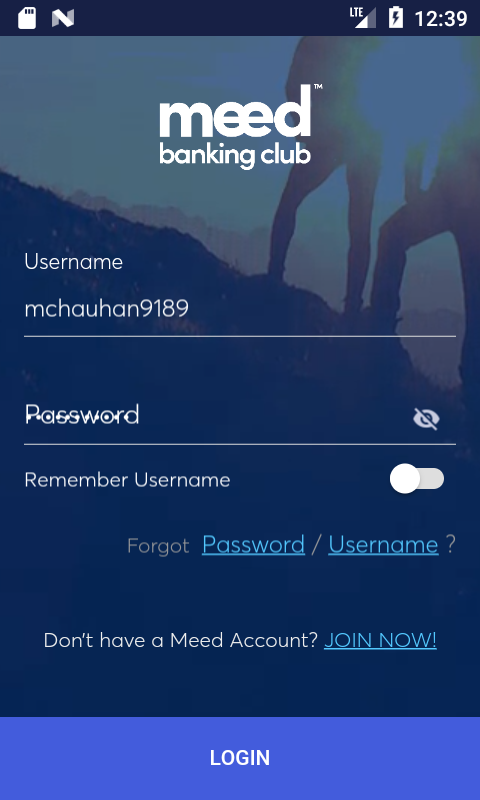 LTE 12:39
meed™
banking club
Username
mchauhan9189
Password
Remember Username
Forgot Password / Username ?
Don't have a Meed Account? JOIN NOW!
LOGIN